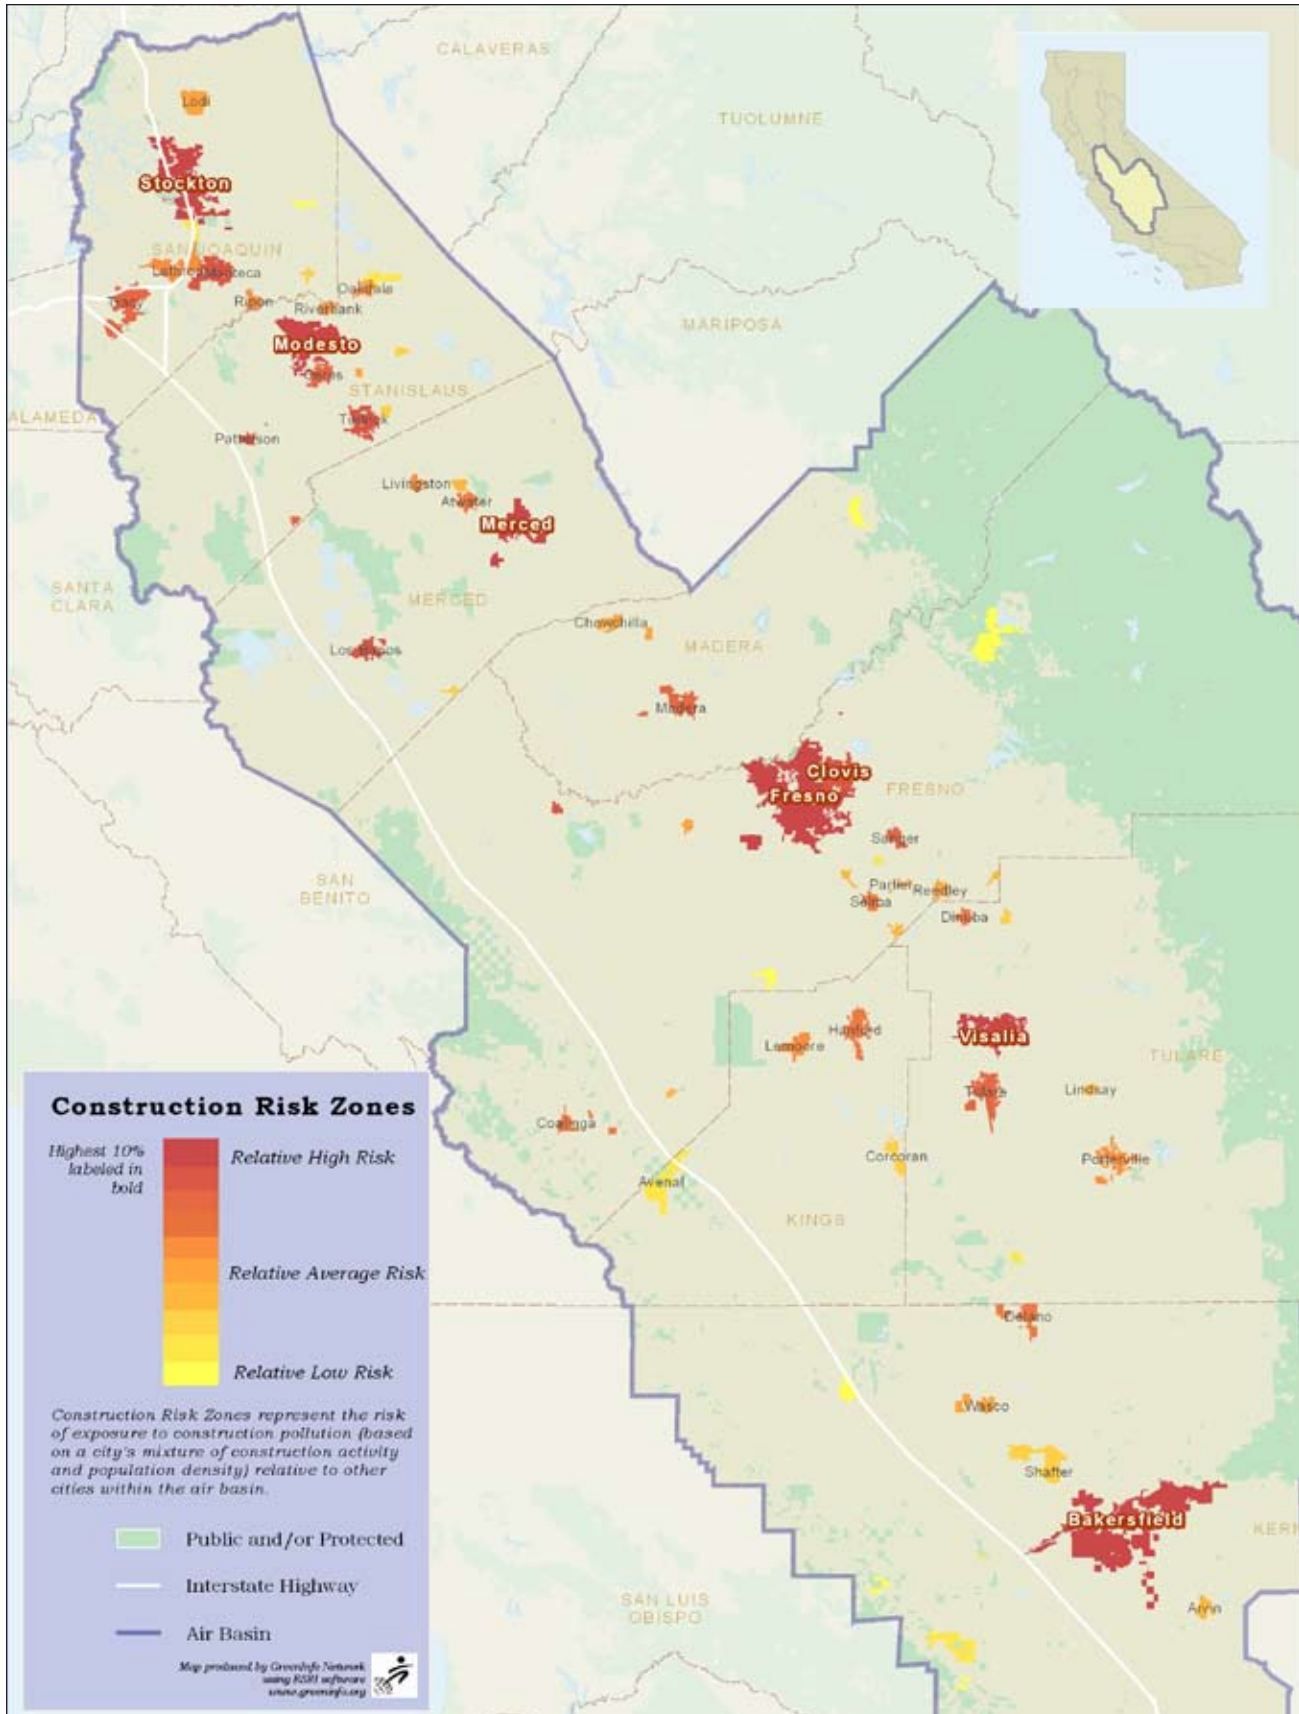 CALAVERAS
TUOLUMNE
Lodi
Stockton
SAN JOAQUIN
Lathrop
Manteca
Tracy
Ripon
Oakdale
Riverbank
MARIPOSA
Modesto
Ceres
STANISLAUS
ALAMEDA
Turlock
Patterson
Livingston
Atwater
Merced
SANTA
CLARA
MERCED
Chowchilla
MADERA
Los Banos
Madera
Clovis
Fresno
FRESNO
Sanger
SAN
BENITO
Parlier
Reedley
Selma
Dinuba
Hanford
Lemoore
Visalia
TULARE
Tulare
Lindsay
Coalinga
Corcoran
Porterville
Avenal
KINGS
Delano
Wasco
Shafter
Bakersfield
KERN
SAN LUIS
OBISPO
Arvin
Construction Risk Zones
Highest 10%
labeled in
bold
Relative High Risk
Relative Average Risk
Relative Low Risk
Construction Risk Zones represent the risk
of exposure to construction pollution (based
on a city's mixture of construction activity
and population density) relative to other
cities within the air basin.
Public and/or Protected
Interstate Highway
Air Basin
Map produced by GreenInfo Network
using ESRI software
www.greeninfo.org